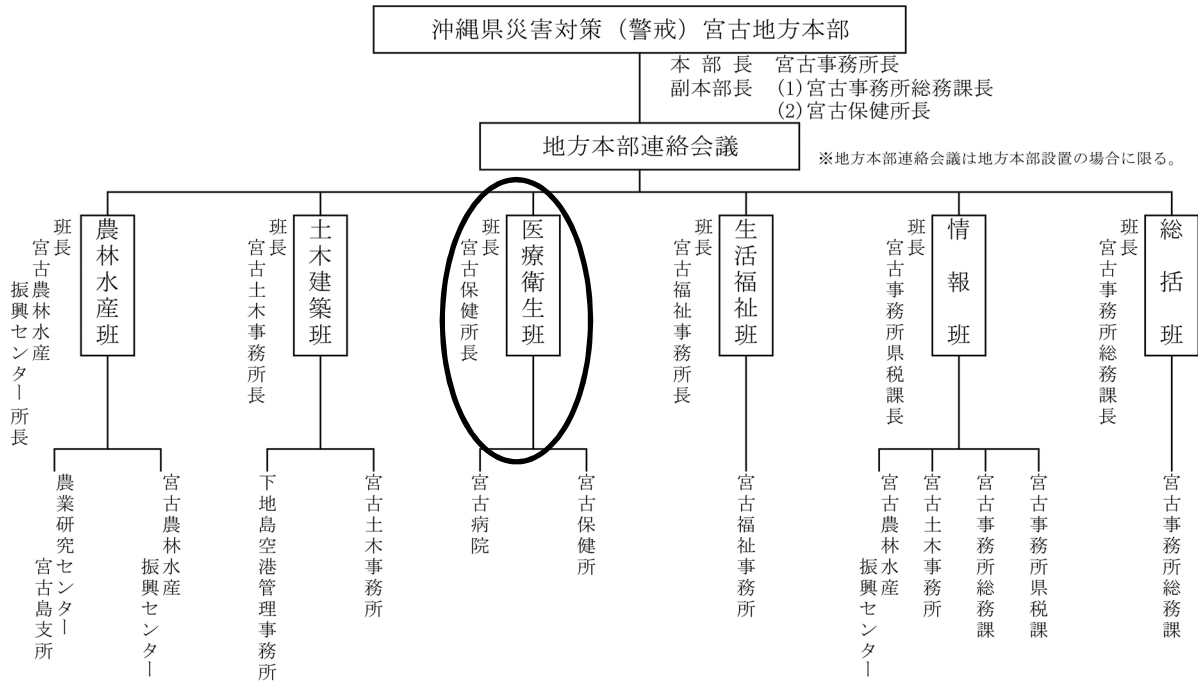 沖縄県災害対策（警戒）宮古地方本部
本部長　宮古事務所長
副本部長　(1)宮古事務所総務課長
(2)宮古保健所長
地方本部連絡会議
※地方本部連絡会議は地方本部設置の場合に限る。
総括班
班長
宮古事務所総務課長
情報班
班長
宮古事務所県税課長
生活福祉班
班長
宮古福祉事務所長
医療衛生班
班長
宮古保健所長
土木建築班
班長
宮古土木事務所長
農林水産班
班長
宮古農林水産
振興センター所長
宮古事務所総務課
宮古事務所県税課
宮古事務所総務課
宮古土木事務所
宮古農林水産
振興センター
宮古福祉事務所
宮古保健所
宮古病院
宮古土木事務所
下地島空港管理事務所
宮古農林水産
振興センター
農業研究センター
宮古島支所